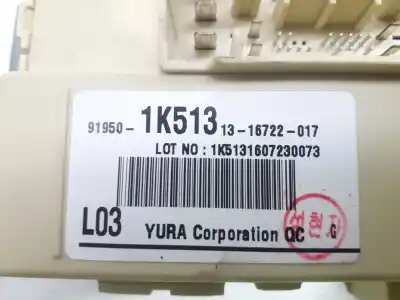 91950- 1K513 13-16722-017
LOT NO : 1K5131607230073
L03 YURA Corporation QC G